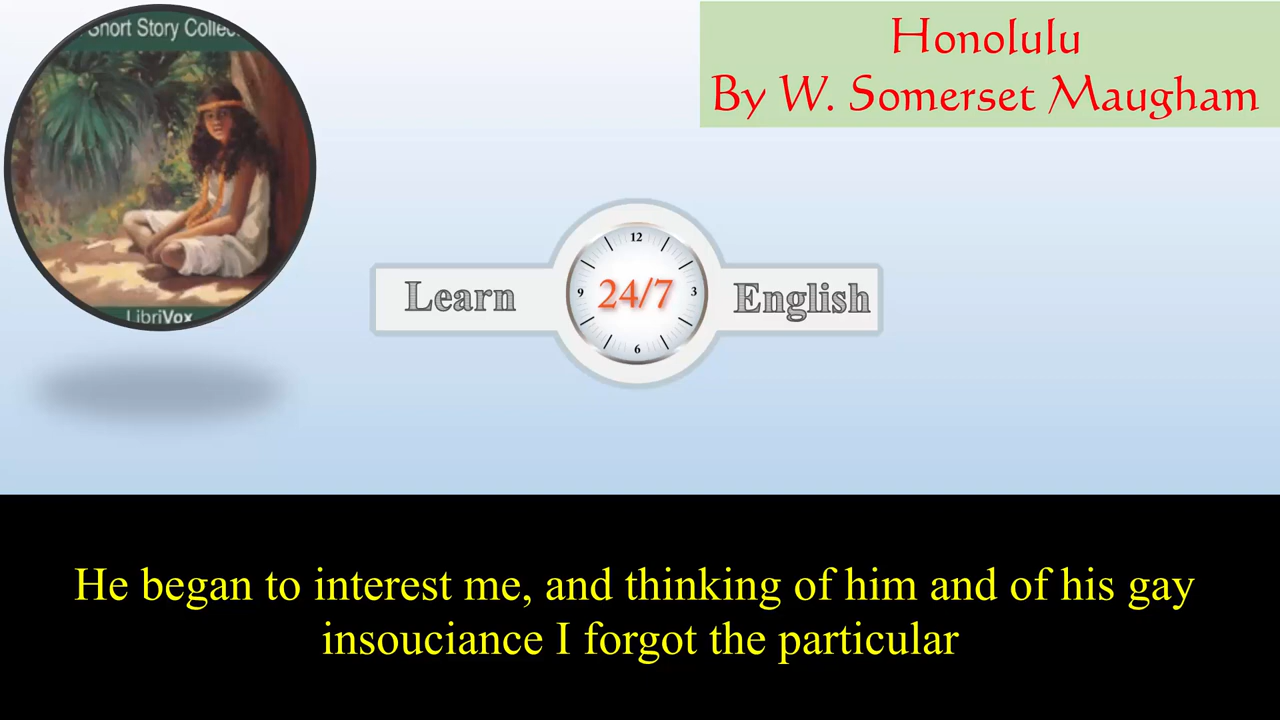 Short Story Collec
LibriVox
Honolulu
By W. Somerset Maugham
Learn 24/7 English
12
3
6
9
He began to interest me, and thinking of him and of his gay
insouciance I forgot the particular